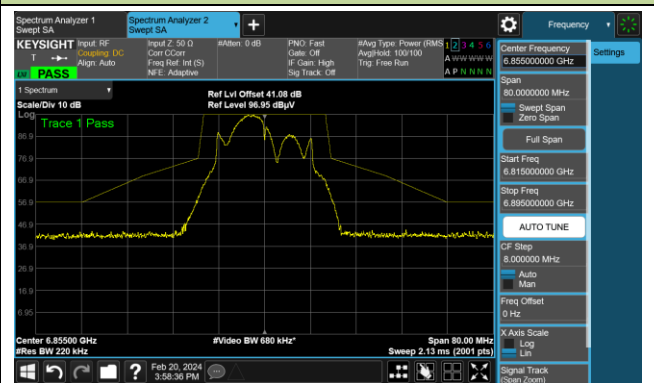 Spectrum Analyzer 1
Swept SA
Spectrum Analyzer 2
Swept SA
Frequency
KEYSIGHT
Input: RF
Coupling: DC
Align: Auto
Input Z: 50 Ω
Corr CCorr
Freq Ref: Int (S)
NFE: Adaptive
#Atten: 0 dB
PNO: Fast
Gate: Off
IF Gain: High
Sig Track: Off
#Avg Type: Power (RMS
Avg|Hold: 100/100
Trig: Free Run
1 2 3 4 5 6
A W W W W W
A P N N N N
T
PASS
1 Spectrum
Scale/Div 10 dB
Ref Lvl Offset 41.08 dB
Ref Level 96.95 dBµV
Log
Trace 1 Pass
86.9
76.9
66.9
56.9
46.9
36.9
26.9
16.9
6.95
Center 6.85500 GHz
#Res BW 220 kHz
#Video BW 680 kHz*
Span 80.00 MHz
Sweep 2.13 ms (2001 pts)
Center Frequency
6.855000000 GHz
Settings
Span
80.0000000 MHz
Swept Span
Zero Span
Full Span
Start Freq
6.815000000 GHz
Stop Freq
6.895000000 GHz
AUTO TUNE
CF Step
8.000000 MHz
Auto
Man
Freq Offset
0 Hz
X Axis Scale
Log
Lin
Signal Track
(Span Zoom)
Feb 20, 2024
3:58:36 PM